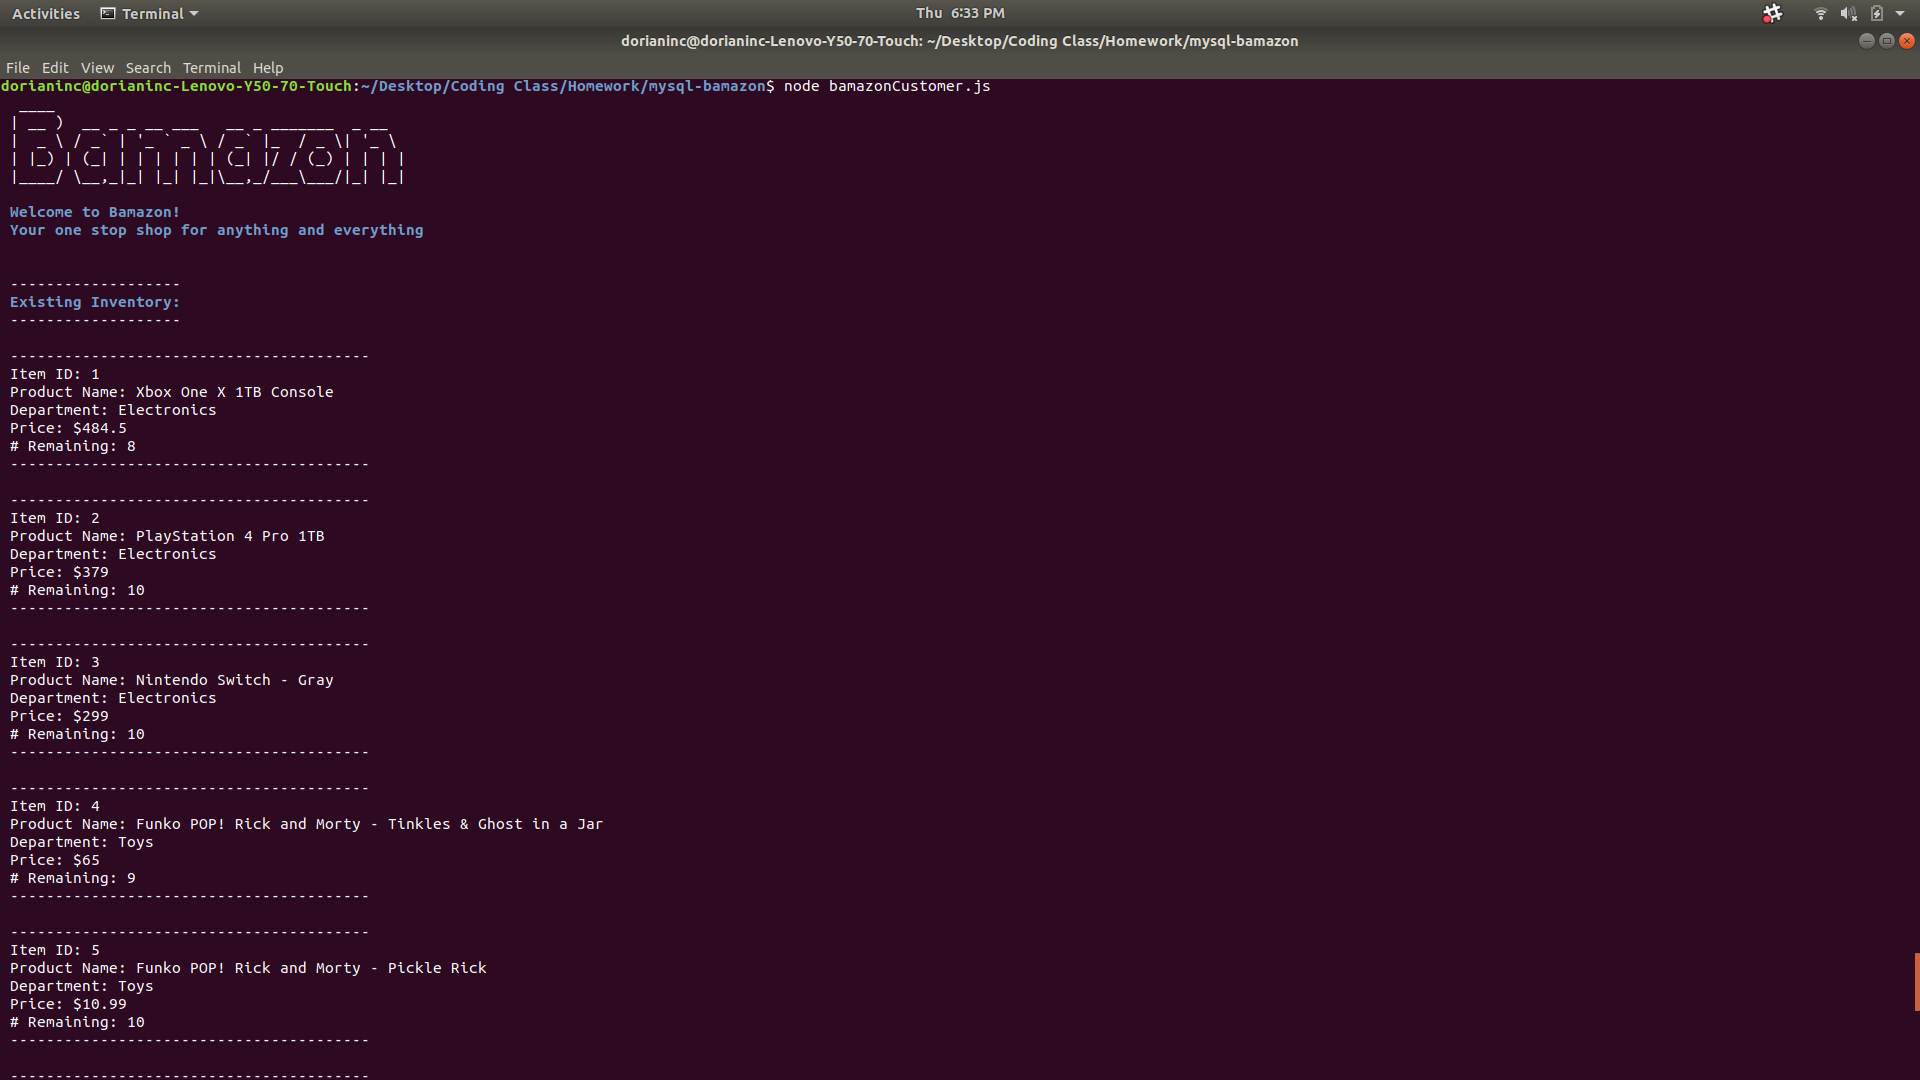 Activities Terminal Thu 6:33 PM
dorianinc@dorianinc-Lenovo-Y50-70-Touch: ~/Desktop/Coding Class/Homework/mysql-bamazon
File Edit View Search Terminal Help
dorianinc@dorianinc-Lenovo-Y50-70-Touch:~/Desktop/Coding Class/Homework/mysql-bamazon$ node bamazonCustomer.js
Bamazon
Welcome to Bamazon!
Your one stop shop for anything and everything
-------------------
Existing Inventory:
-------------------
----------------------------------------
Item ID: 1
Product Name: Xbox One X 1TB Console
Department: Electronics
Price: $484.5
# Remaining: 8
----------------------------------------
----------------------------------------
Item ID: 2
Product Name: PlayStation 4 Pro 1TB
Department: Electronics
Price: $379
# Remaining: 10
----------------------------------------
----------------------------------------
Item ID: 3
Product Name: Nintendo Switch - Gray
Department: Electronics
Price: $299
# Remaining: 10
----------------------------------------
----------------------------------------
Item ID: 4
Product Name: Funko POP! Rick and Morty - Tinkles & Ghost in a Jar
Department: Toys
Price: $65
# Remaining: 9
----------------------------------------
----------------------------------------
Item ID: 5
Product Name: Funko POP! Rick and Morty - Pickle Rick
Department: Toys
Price: $10.99
# Remaining: 10
----------------------------------------
----------------------------------------